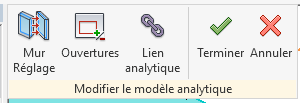 Mur Ouvertures Lien Terminer Annuler
Réglage analytique
Modifier le modèle analytique